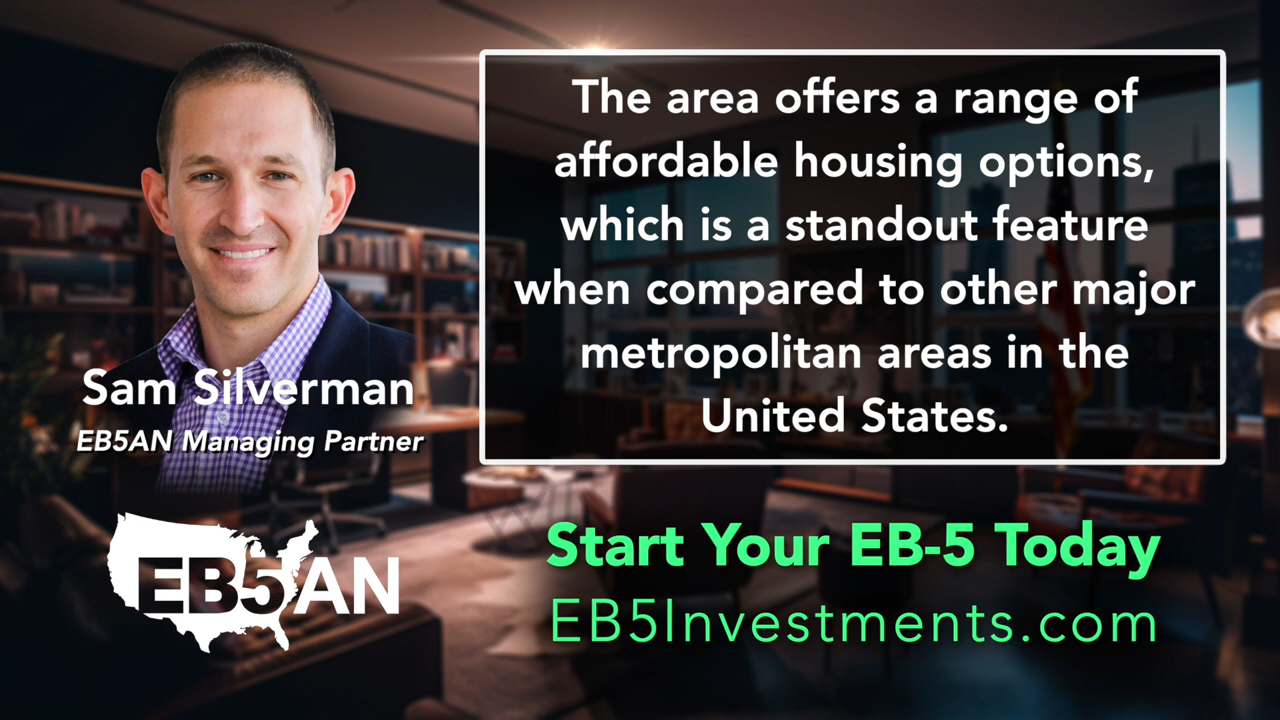 The area offers a range of
affordable housing options,
which is a standout feature
when compared to other major
metropolitan areas in the
United States.
Sam Silverman
EB5AN Managing Partner
EB5AN
Start Your EB-5 Today
EB5Investments.com